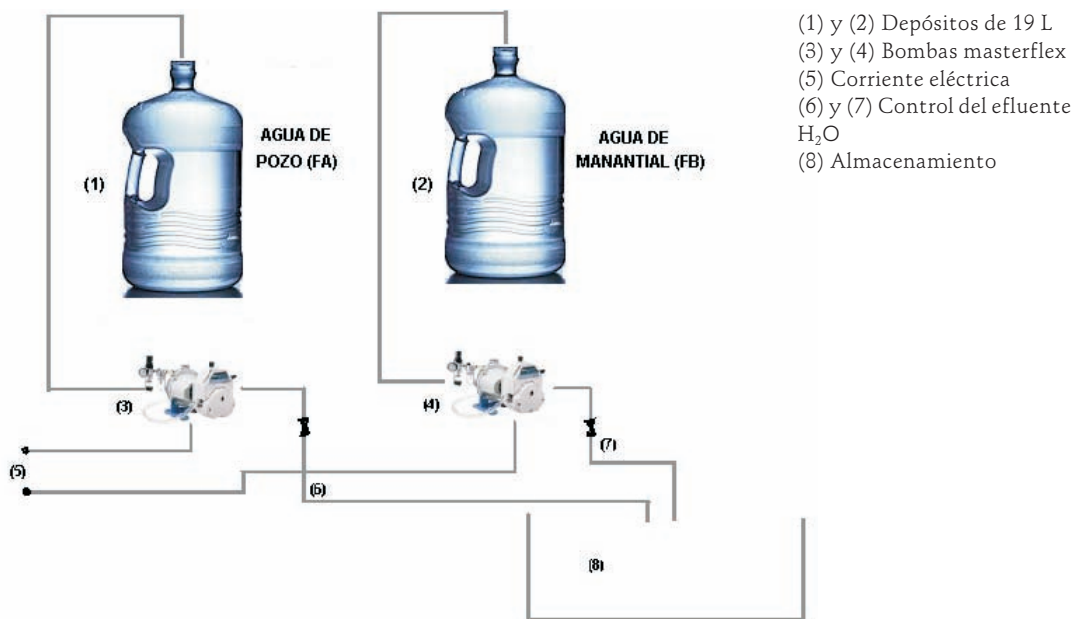 (1) y (2) Depósitos de 19 L
(3) y (4) Bombas masterflex
(5) Corriente eléctrica
(6) y (7) Control del efluente
H₂O
(8) Almacenamiento
AGUA DE
POZO (FA)
(1)
AGUA DE
MANANTIAL (FB)
(2)
(3)
(4)
(5)
(6)
(7)
(8)